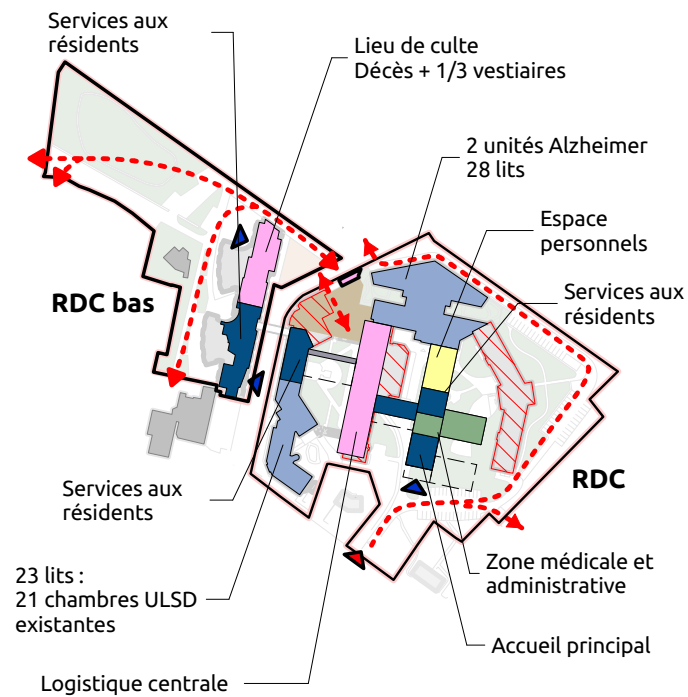 Services aux
résidents
Lieu de culte
Décès + 1/3 vestiaires
2 unités Alzheimer
28 lits
Espace
personnels
Services aux
résidents
RDC bas
RDC
Services aux
résidents
23 lits :
21 chambres ULSD
existantes
Zone médicale et
administrative
Accueil principal
Logistique centrale